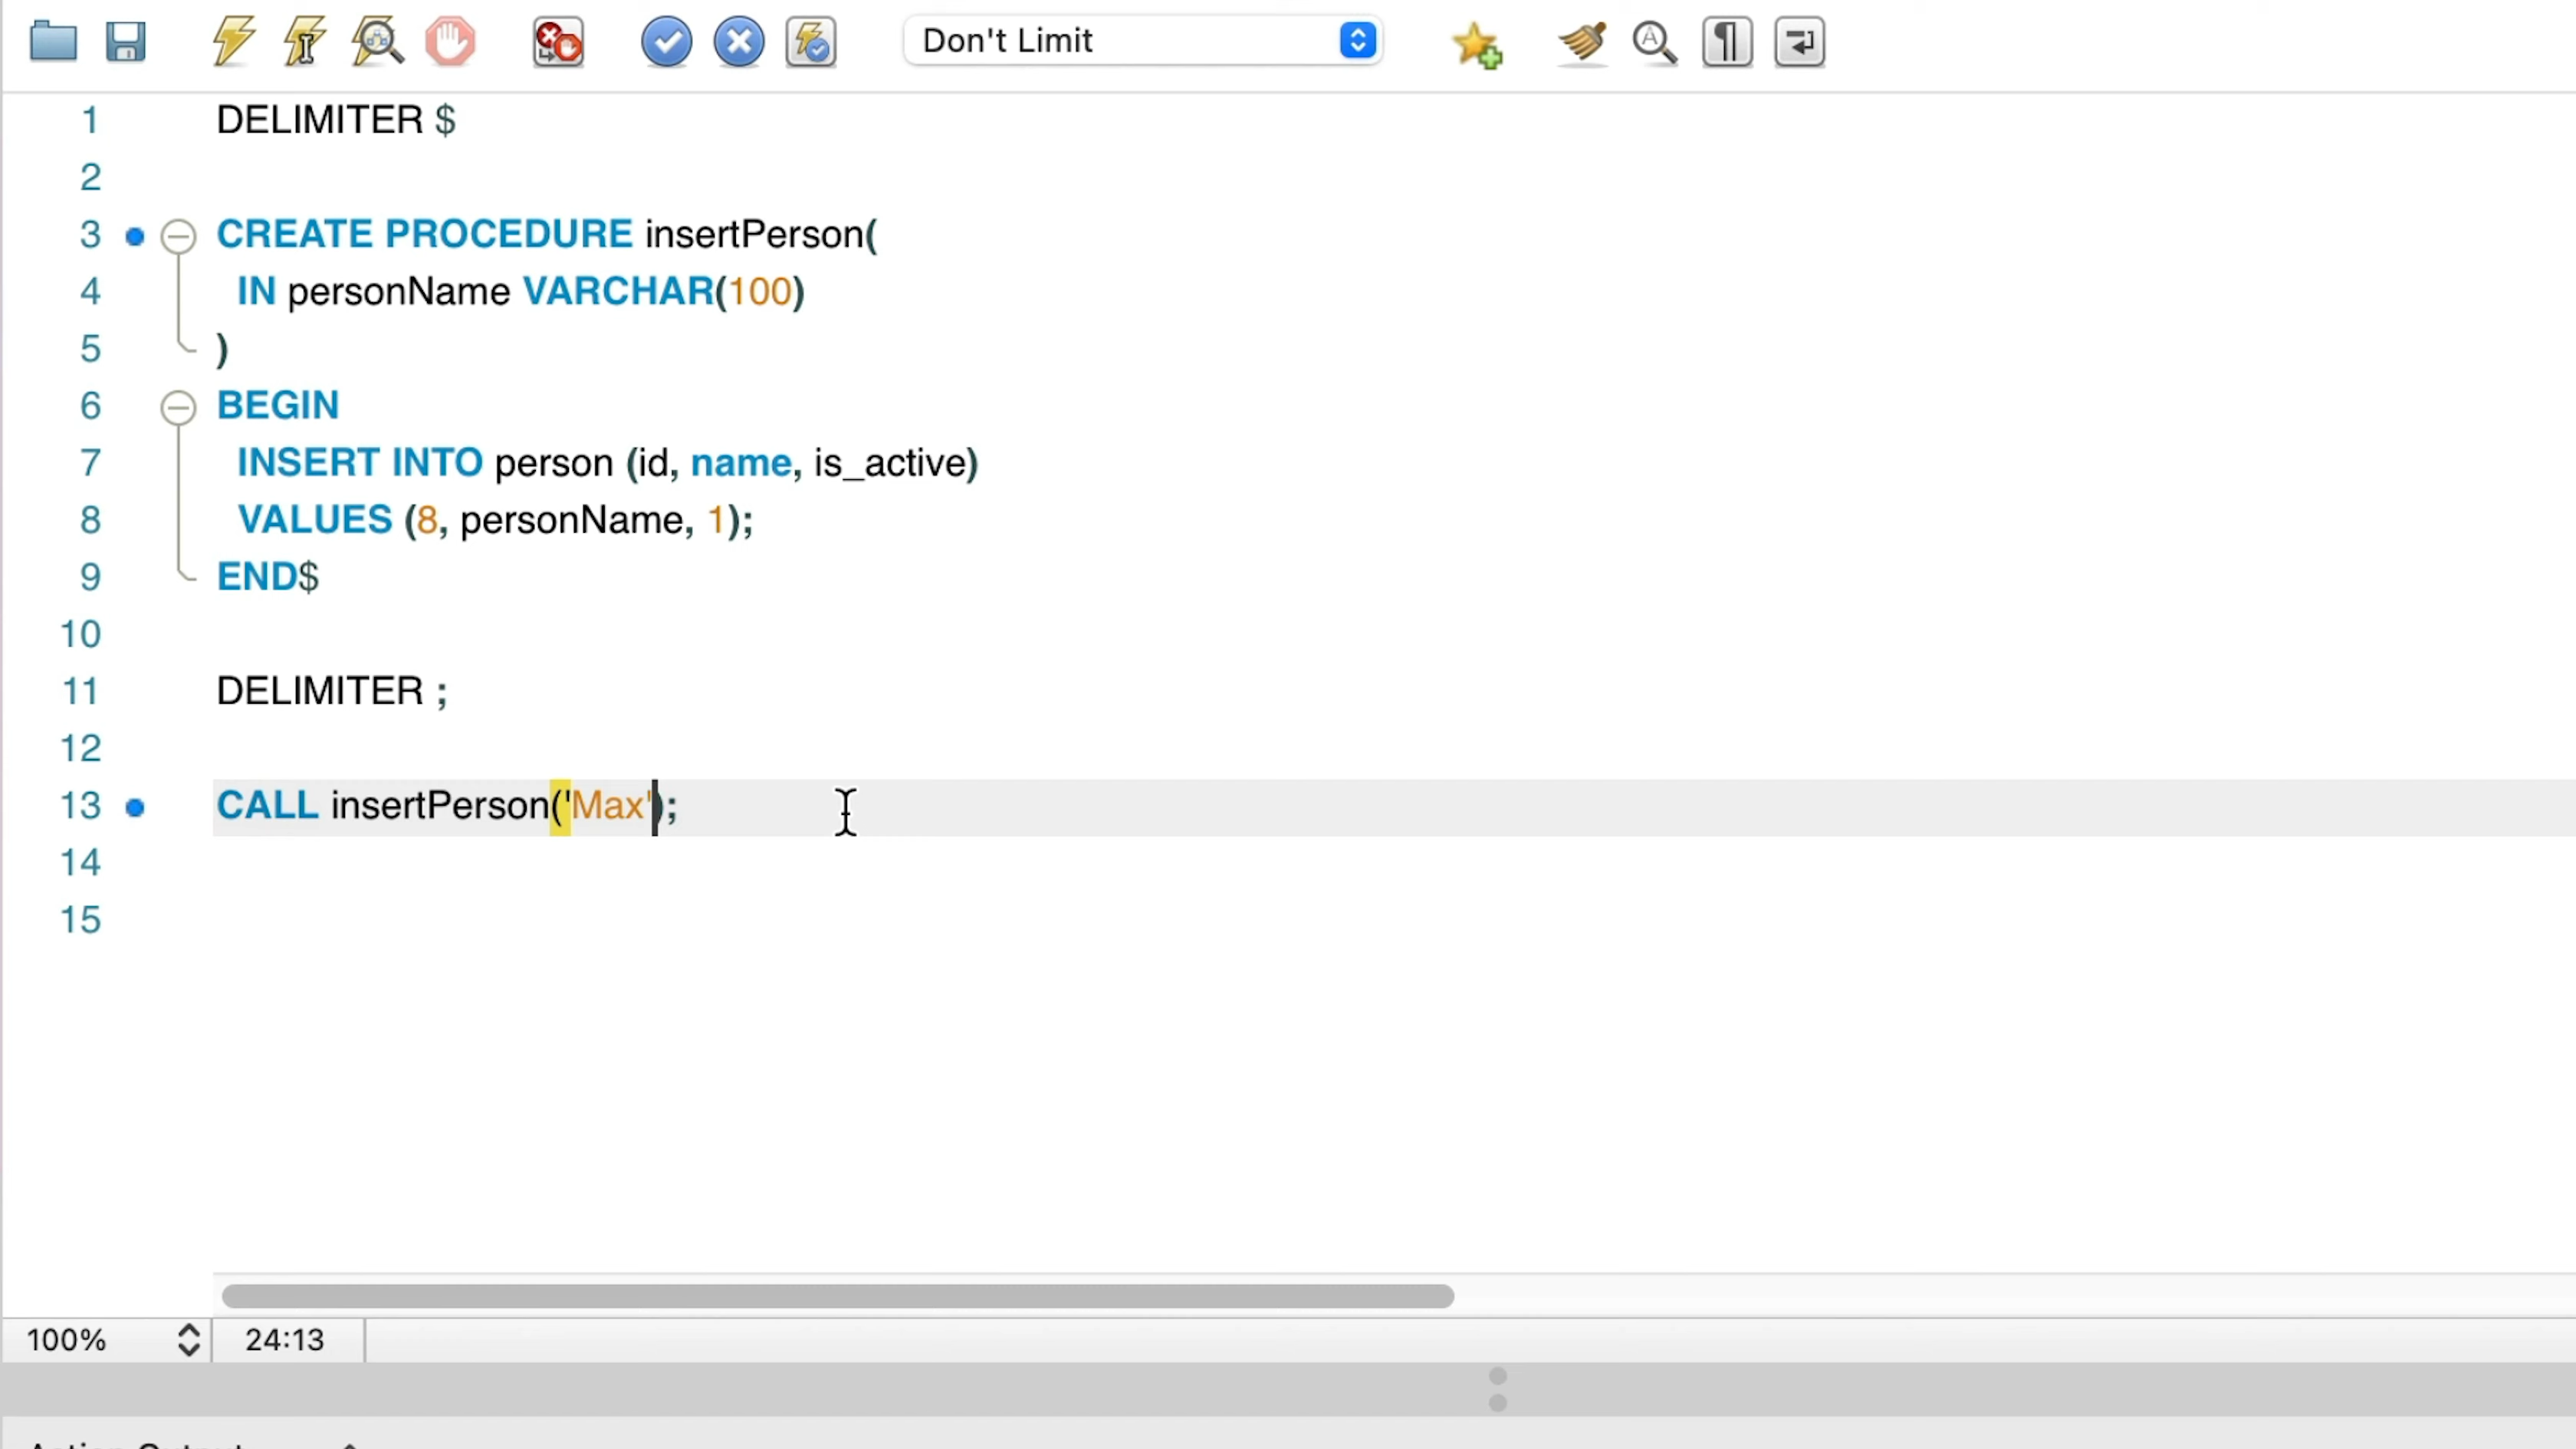 Don't Limit
1 DELIMITER $
2
3 CREATE PROCEDURE insertPerson(
4 IN personName VARCHAR(100)
5 )
6 BEGIN
7 INSERT INTO person (id, name, is_active)
8 VALUES (8, personName, 1);
9 END$
10
11 DELIMITER ;
12
13 CALL insertPerson('Max');
14
15
100% 24:13
Action Output